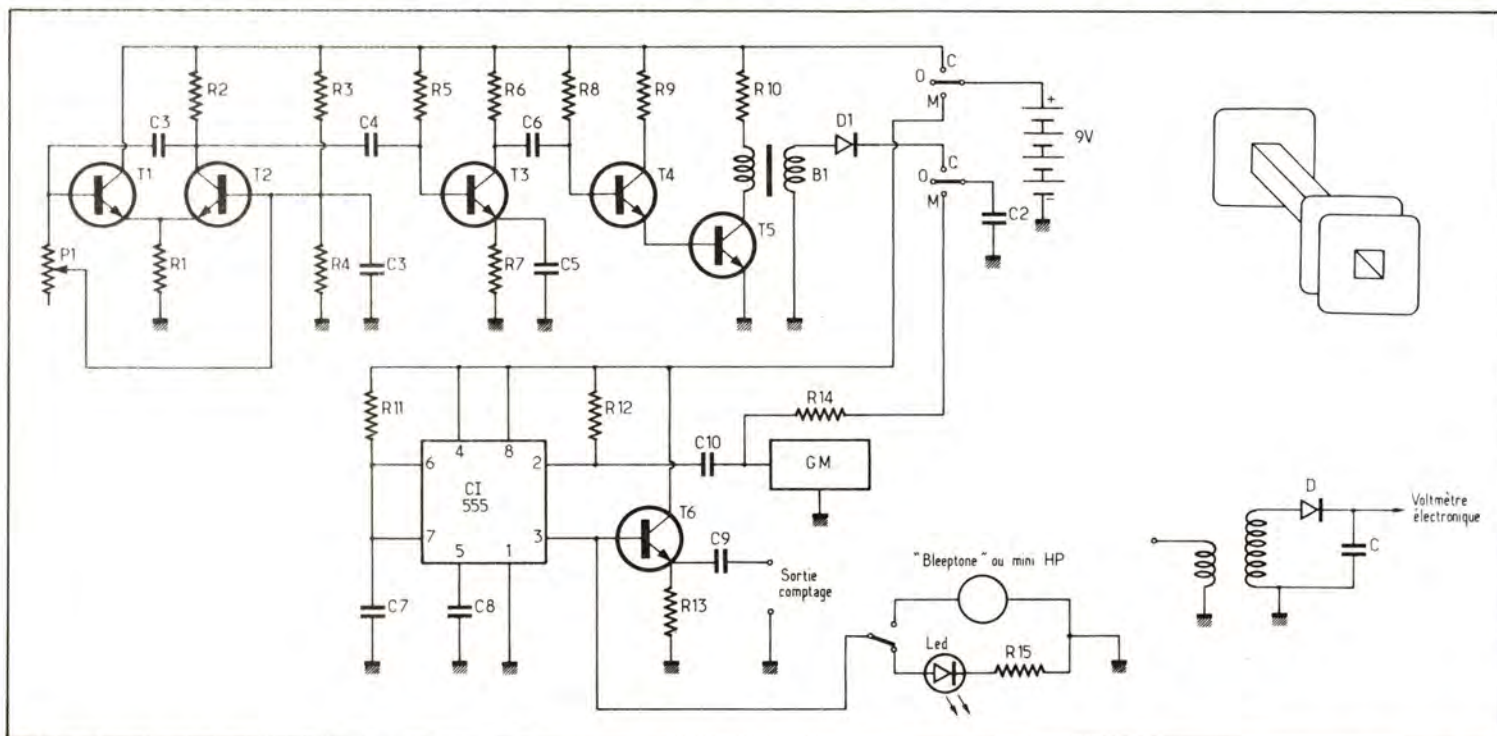 C
R2
R3
R5
R6
R8
R9
R10
O
M
+
9V
-
C3
C4
C6
D1
C
O
M
B1
C2
T1
T2
T3
T4
T5
P1
R1
R4
C3
R7
C5
R11
R12
R14
4
8
6
2
C10
GM
CI
555
7
3
5
1
T6
C9
Sortie
comptage
C7
C8
R13
"Bleeptone" ou mini HP
Led
R15
D
Voltmètre
électronique
C